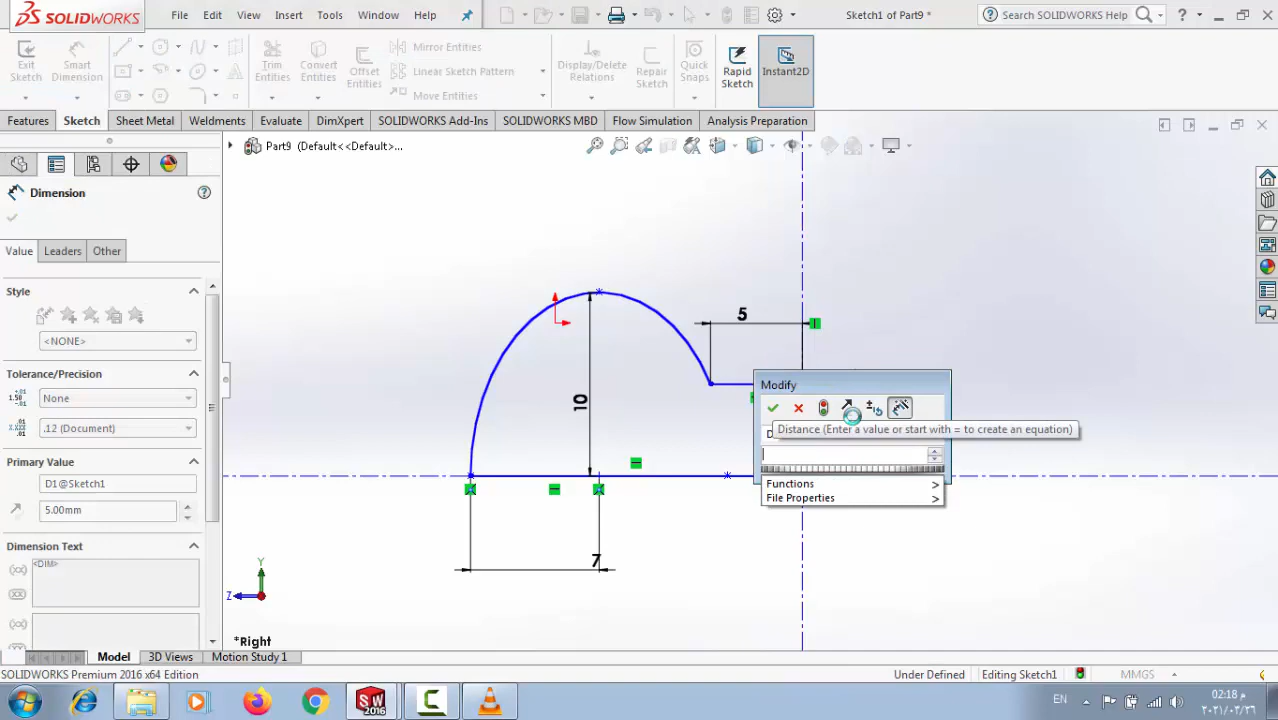 SOLIDWORKS File Edit View Insert Tools Window Help Sketch1 of Part9 * Search SOLIDWORKS Help
Exit Sketch
Smart Dimension
Trim Entities
Convert Entities
Offset Entities
Mirror Entities
Linear Sketch Pattern
Move Entities
Display/Delete Relations
Repair Sketch
Quick Snaps
Rapid Sketch
Instant2D
Features Sketch Sheet Metal Weldments Evaluate DimXpert SOLIDWORKS Add-Ins SOLIDWORKS MBD Flow Simulation Analysis Preparation
Part9 (Default<<Default>...
Dimension
Value Leaders Other
Style
<NONE>
Tolerance/Precision
None
.12 (Document)
Primary Value
D1@Sketch1
5.00mm
Dimension Text
<DIM>
5
10
7
Modify
Distance (Enter a value or start with = to create an equation)
Functions >
File Properties >
Y
Z
*Right
Model 3D Views Motion Study 1
SOLIDWORKS Premium 2016 x64 Edition Under Defined Editing Sketch1 MMGS
EN 02:18 م
٢٠٢١/٠٣/٢٦